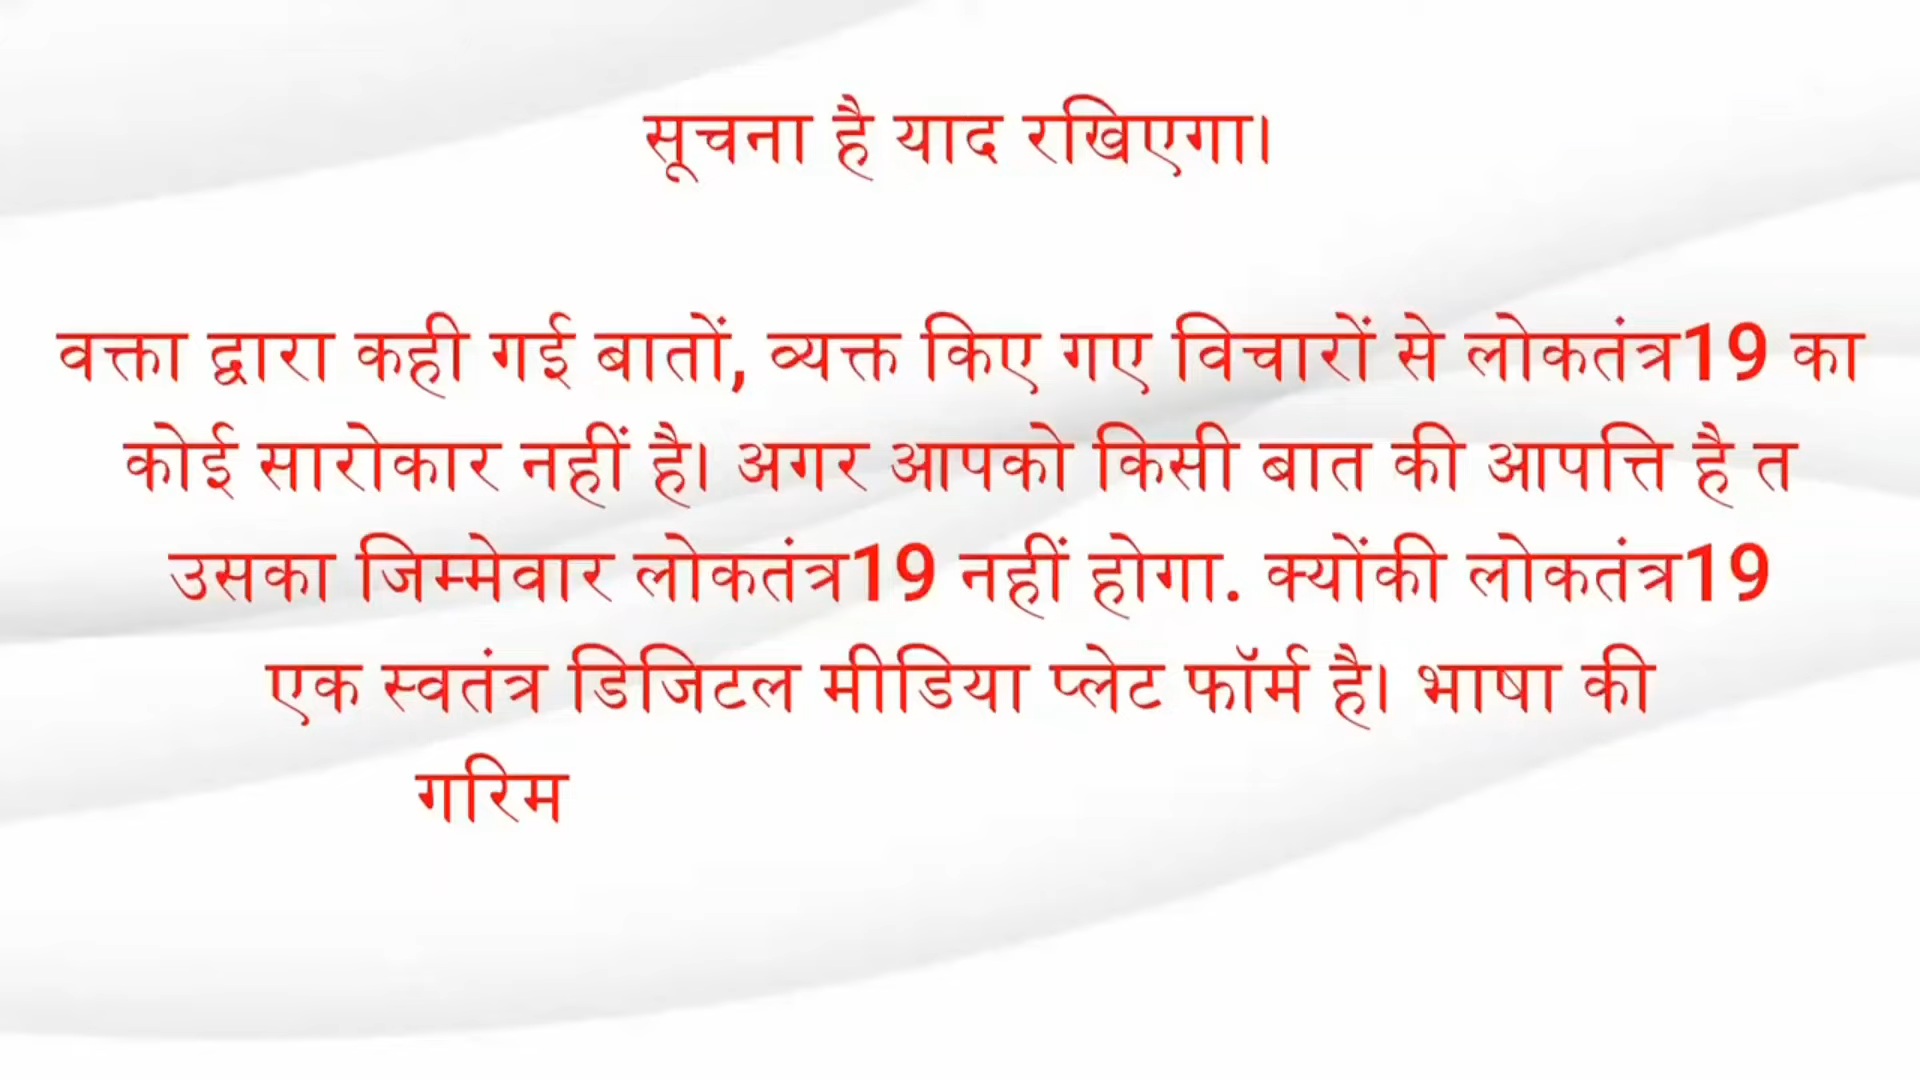 सूचना है याद रखिएगा।
वक्ता द्वारा कही गई बातों, व्यक्त किए गए विचारों से लोकतंत्र19 का
कोई सारोकार नहीं है। अगर आपको किसी बात की आपत्ति है त
उसका जिम्मेवार लोकतंत्र19 नहीं होगा. क्योंकी लोकतंत्र19
एक स्वतंत्र डिजिटल मीडिया प्लेट फॉर्म है। भाषा की
गरिम